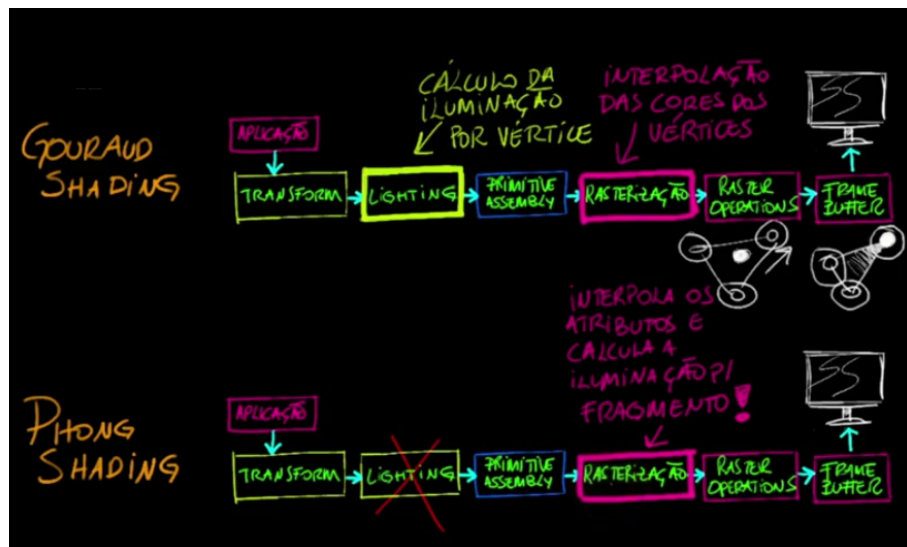 GOURAUD
SHADING
APLICAÇÃO
CÁLCULO DA
ILUMINAÇÃO
POR VÉRTICE
INTERPOLAÇÃO
DAS CORES DOS
VÉRTICES
TRANSFORM
LIGHTING
PRIMITIVE
ASSEMBLY
RASTERIZAÇÃO
RASTER
OPERATIONS
FRAME
BUFFER
PHONG
SHADING
APLICAÇÃO
INTERPOLA OS
ATRIBUTOS E
CALCULA A
ILUMINAÇÃO P/
FRAGMENTO!
TRANSFORM
LIGHTING
PRIMITIVE
ASSEMBLY
RASTERIZAÇÃO
RASTER
OPERATIONS
FRAME
BUFFER